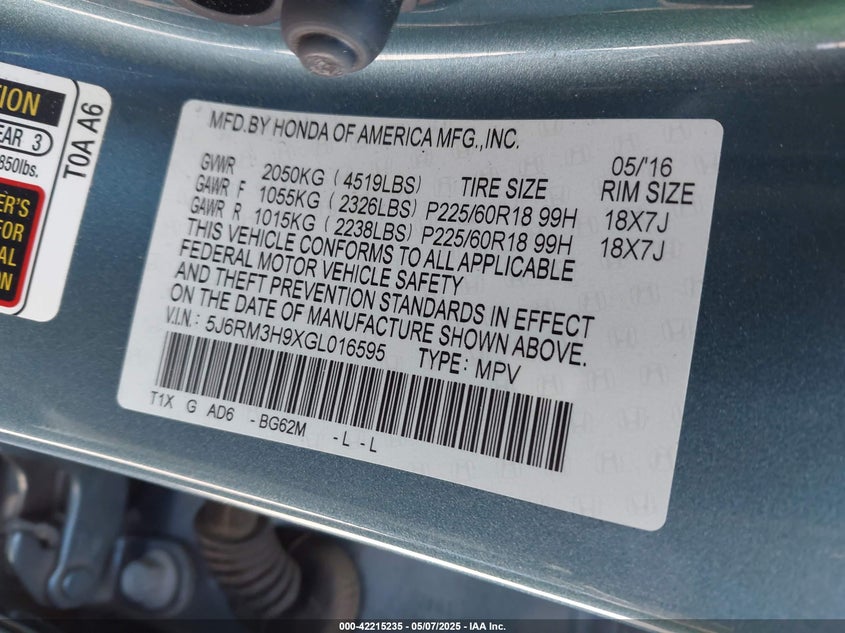 TION
EAR 3
850lbs.
ER'S
FOR
AL
ON
T0A A6
MFD.BY HONDA OF AMERICA MFG.,INC.
05/'16
GVWR 2050KG (4519LBS) TIRE SIZE RIM SIZE
GAWR F 1055KG (2326LBS) P225/60R18 99H 18X7J
GAWR R 1015KG (2238LBS) P225/60R18 99H 18X7J
THIS VEHICLE CONFORMS TO ALL APPLICABLE
FEDERAL MOTOR VEHICLE SAFETY
AND THEFT PREVENTION STANDARDS IN EFFECT
ON THE DATE OF MANUFACTURE SHOWN ABOVE.
V.I.N: 5J6RM3H9XGL016595 TYPE: MPV
T1X G AD6 -BG62M -L -L
000-42215235 - 05/07/2025 - IAA Inc.